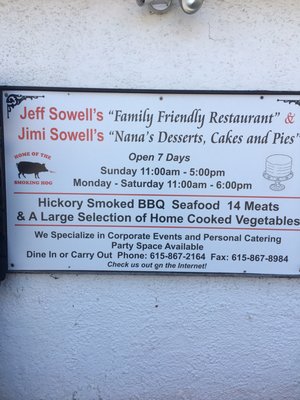 Jeff Sowell's "Family Friendly Restaurant" &
Jimi Sowell's "Nana's Desserts, Cakes and Pies"
HOME OF THE
SMOKING HOG
Open 7 Days
Sunday 11:00am - 5:00pm
Monday - Saturday 11:00am - 6:00pm
Hickory Smoked BBQ Seafood 14 Meats
& A Large Selection of Home Cooked Vegetables
We Specialize in Corporate Events and Personal Catering
Party Space Available
Dine In or Carry Out Phone: 615-867-2164 Fax: 615-867-8984
Check us out on the Internet!